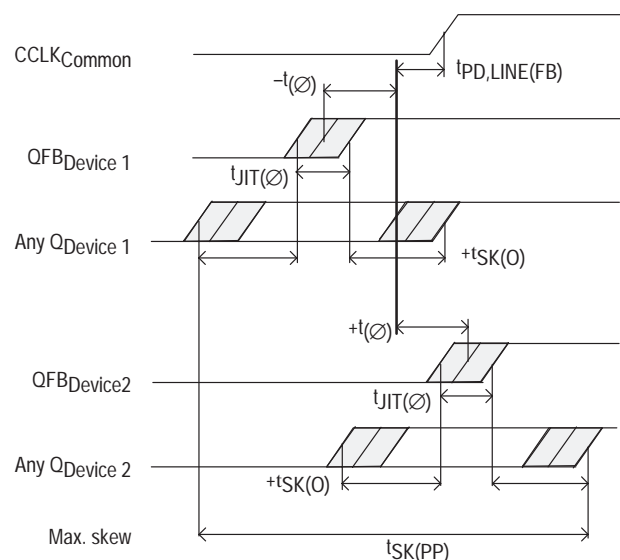 CCLKCommon
tPD,LINE(FB)
–t(∅)
QFBDevice 1
tJIT(∅)
Any QDevice 1
+tSK(O)
+t(∅)
QFBDevice2
tJIT(∅)
Any QDevice 2
+tSK(O)
Max. skew
tSK(PP)